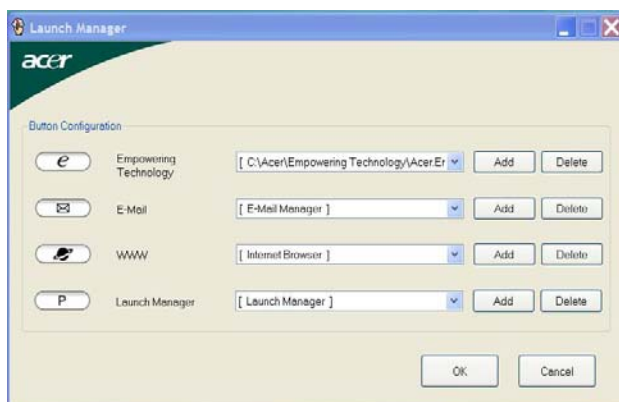 Launch Manager
acer
Button Configuration
e Empowering Technology [ C:\Acer\Empowering Technology\Acer.Er Add Delete
E-Mail [ E-Mail Manager ] Add Delete
WWW [ Internet Browser ] Add Delete
P Launch Manager [ Launch Manager ] Add Delete
OK Cancel